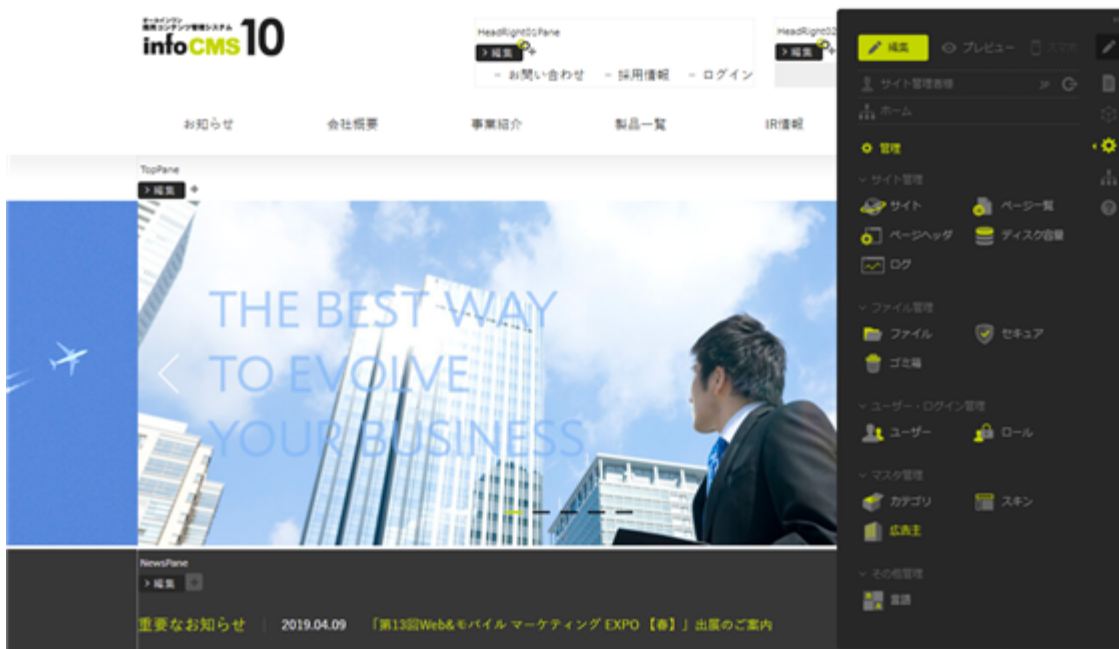 オールインワン
商用コンテンツ管理システム
infoCMS10
HeadRight01Pane
> 編集
お問い合わせ
採用情報
ログイン
> 編集
お知らせ
会社概要
事業紹介
製品一覧
IR情報
TopPane
> 編集
THE BEST WAY
TO EVOLVE
YOUR BUSINESS
NewsPane
> 編集
重要なお知らせ
2019.04.09
「第13回Web&モバイル マーケティング EXPO 【春】」出展のご案内
編集
プレビュー
スマホ
サイト管理者様
JP
ホーム
管理
サイト管理
サイト
ページ一覧
ページヘッダ
ディスク容量
ログ
ファイル管理
ファイル
セキュア
ゴミ箱
ユーザー・ログイン管理
ユーザー
ロール
マスタ管理
カテゴリ
スキン
広告主
その他管理
言語